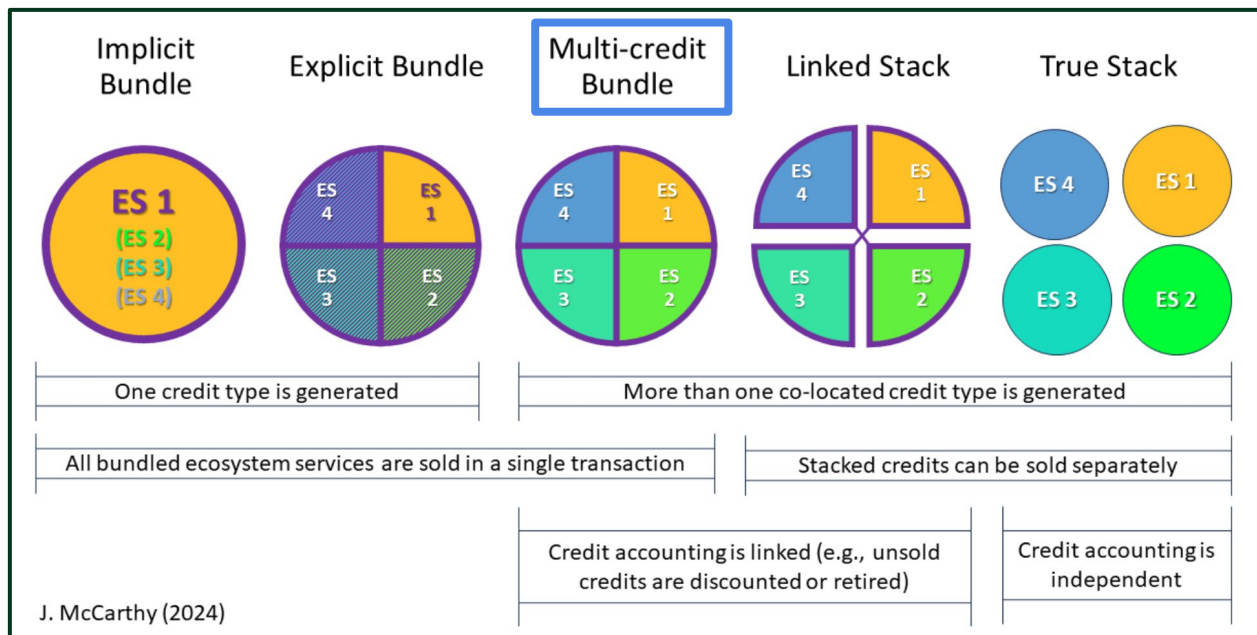 Implicit
Bundle
Explicit Bundle
Multi-credit
Bundle
Linked Stack
True Stack
ES 1
(ES 2)
(ES 3)
(ES 4)
ES
4
ES
1
ES
3
ES
2
ES
4
ES
1
ES
3
ES
2
ES
4
ES
1
ES
3
ES
2
ES 4
ES 1
ES 3
ES 2
One credit type is generated
More than one co-located credit type is generated
All bundled ecosystem services are sold in a single transaction
Stacked credits can be sold separately
Credit accounting is linked (e.g., unsold
credits are discounted or retired)
Credit accounting is
independent
J. McCarthy (2024)